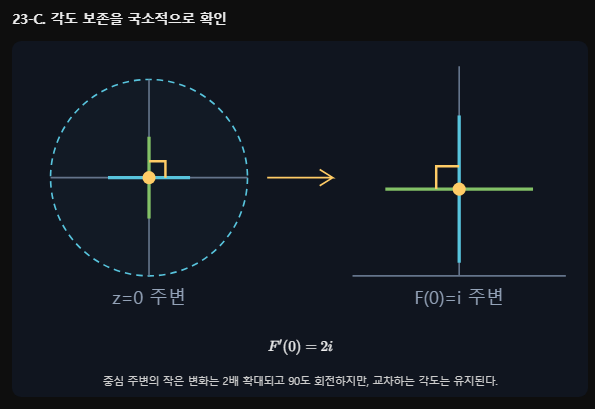 23-C. 각도 보존을 국소적으로 확인
z=0 주변
F(0)=i 주변
F′(0) = 2i
중심 주변의 작은 변화는 2배 확대되고 90도 회전하지만, 교차하는 각도는 유지된다.